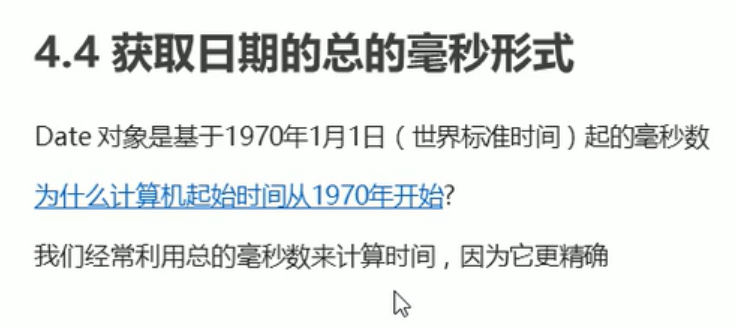 4.4 获取日期的总的毫秒形式
Date 对象是基于1970年1月1日（世界标准时间）起的毫秒数
为什么计算机起始时间从1970年开始?
我们经常利用总的毫秒数来计算时间，因为它更精确